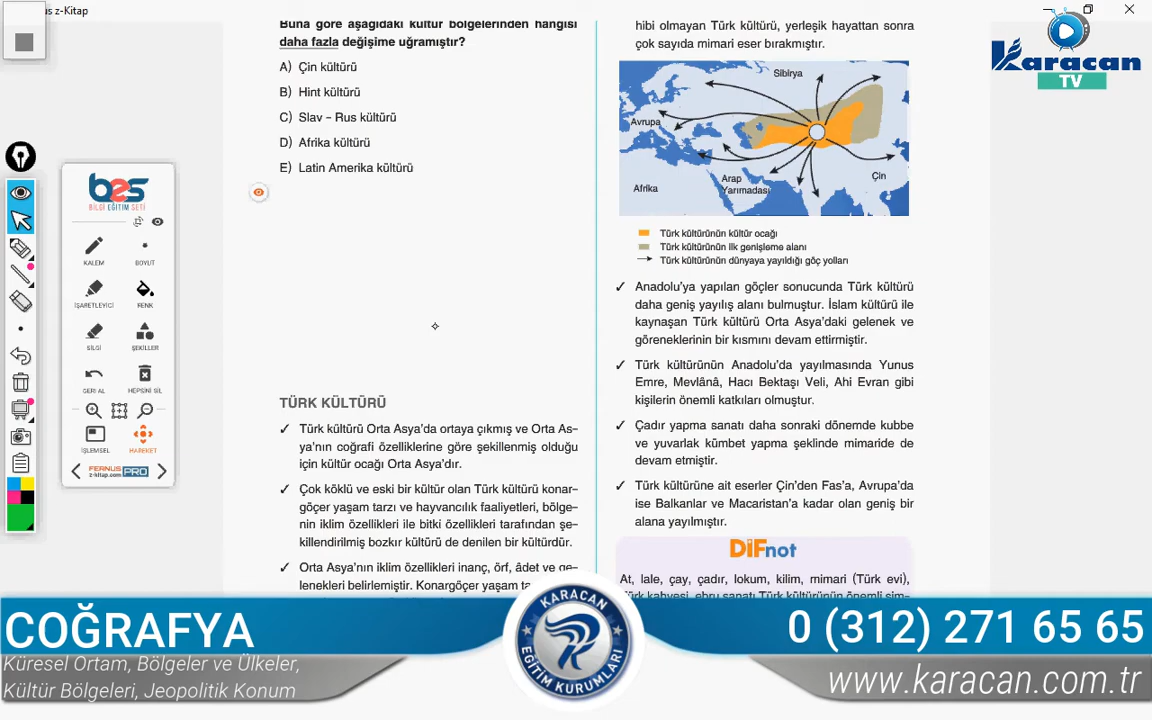 us z-Kitap
Buna göre aşağıdaki kültür bölgelerinden hangisi
daha fazla değişime uğramıştır?
A) Çin kültürü
B) Hint kültürü
C) Slav – Rus kültürü
D) Afrika kültürü
E) Latin Amerika kültürü
TÜRK KÜLTÜRÜ
✓ Türk kültürü Orta Asya'da ortaya çıkmış ve Orta As-
ya'nın coğrafi özelliklerine göre şekillenmiş olduğu
için kültür ocağı Orta Asya'dır.
✓ Çok köklü ve eski bir kültür olan Türk kültürü konar-
göçer yaşam tarzı ve hayvancılık faaliyetleri, bölge-
nin iklim özellikleri ile bitki özellikleri tarafından şe-
killendirilmiş bozkır kültürü de denilen bir kültürdür.
✓ Orta Asya'nın iklim özellikleri inanç, örf, âdet ve ge-
lenekleri belirlemiştir. Konargöçer yaşam
hibi olmayan Türk kültürü, yerleşik hayattan sonra
çok sayıda mimari eser bırakmıştır.
Sibirya
Avrupa
Çin
Arap
Yarımadası
Afrika
Türk kültürünün kültür ocağı
Türk kültürünün ilk genişleme alanı
Türk kültürünün dünyaya yayıldığı göç yolları
✓ Anadolu'ya yapılan göçler sonucunda Türk kültürü
daha geniş yayılış alanı bulmuştur. İslam kültürü ile
kaynaşan Türk kültürü Orta Asya'daki gelenek ve
göreneklerinin bir kısmını devam ettirmiştir.
✓ Türk kültürünün Anadolu'da yayılmasında Yunus
Emre, Mevlânâ, Hacı Bektaşı Veli, Ahi Evran gibi
kişilerin önemli katkıları olmuştur.
✓ Çadır yapma sanatı daha sonraki dönemde kubbe
ve yuvarlak kümbet yapma şeklinde mimaride de
devam etmiştir.
✓ Türk kültürüne ait eserler Çin'den Fas'a, Avrupa'da
ise Balkanlar ve Macaristan'a kadar olan geniş bir
alana yayılmıştır.
DiFnot
At, lale, çay, çadır, lokum, kilim, mimari (Türk evi),
Türk kahvesi, ebru sanatı Türk kültürünün önemli sim-
bes
BİLGİ EĞİTİM SETİ
KALEM
BOYUT
İŞARETLEYİCİ
RENK
SİLGİ
ŞEKİLLER
GERİ AL
HEPSİNİ SİL
İŞLEMSEL
HAREKET
FERNUS
z-kitap.com
PRO
Karacan
TV
COĞRAFYA
Küresel Ortam, Bölgeler ve Ülkeler,
Kültür Bölgeleri, Jeopolitik Konum
KARACAN
EĞİTİM KURUMLARI
0 (312) 271 65 65
www.karacan.com.tr